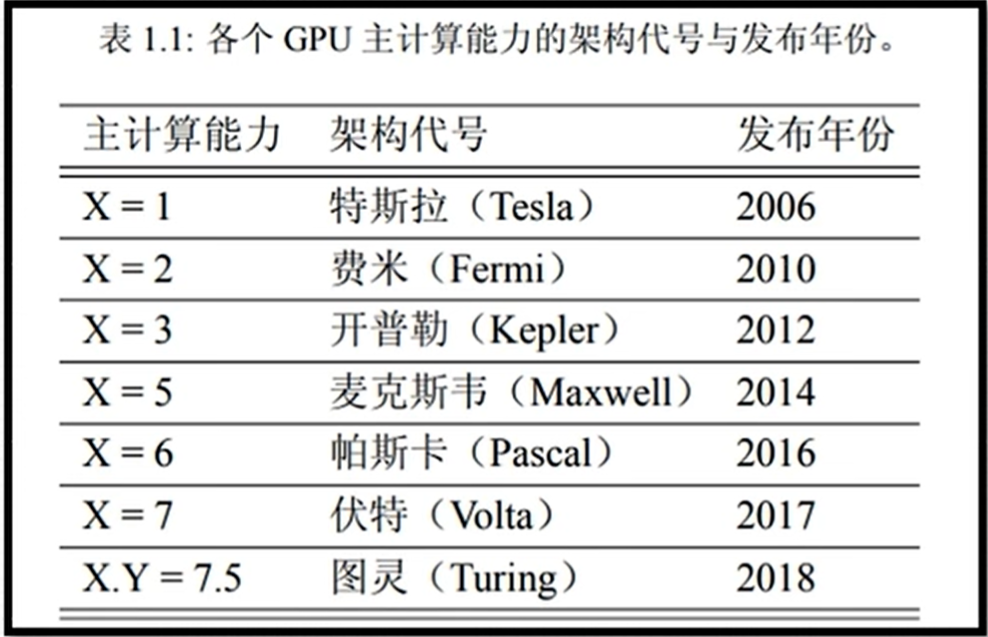 表 1.1: 各个 GPU 主计算能力的架构代号与发布年份。
主计算能力 架构代号 发布年份
X = 1 特斯拉（Tesla） 2006
X = 2 费米（Fermi） 2010
X = 3 开普勒（Kepler） 2012
X = 5 麦克斯韦（Maxwell） 2014
X = 6 帕斯卡（Pascal） 2016
X = 7 伏特（Volta） 2017
X.Y = 7.5 图灵（Turing） 2018